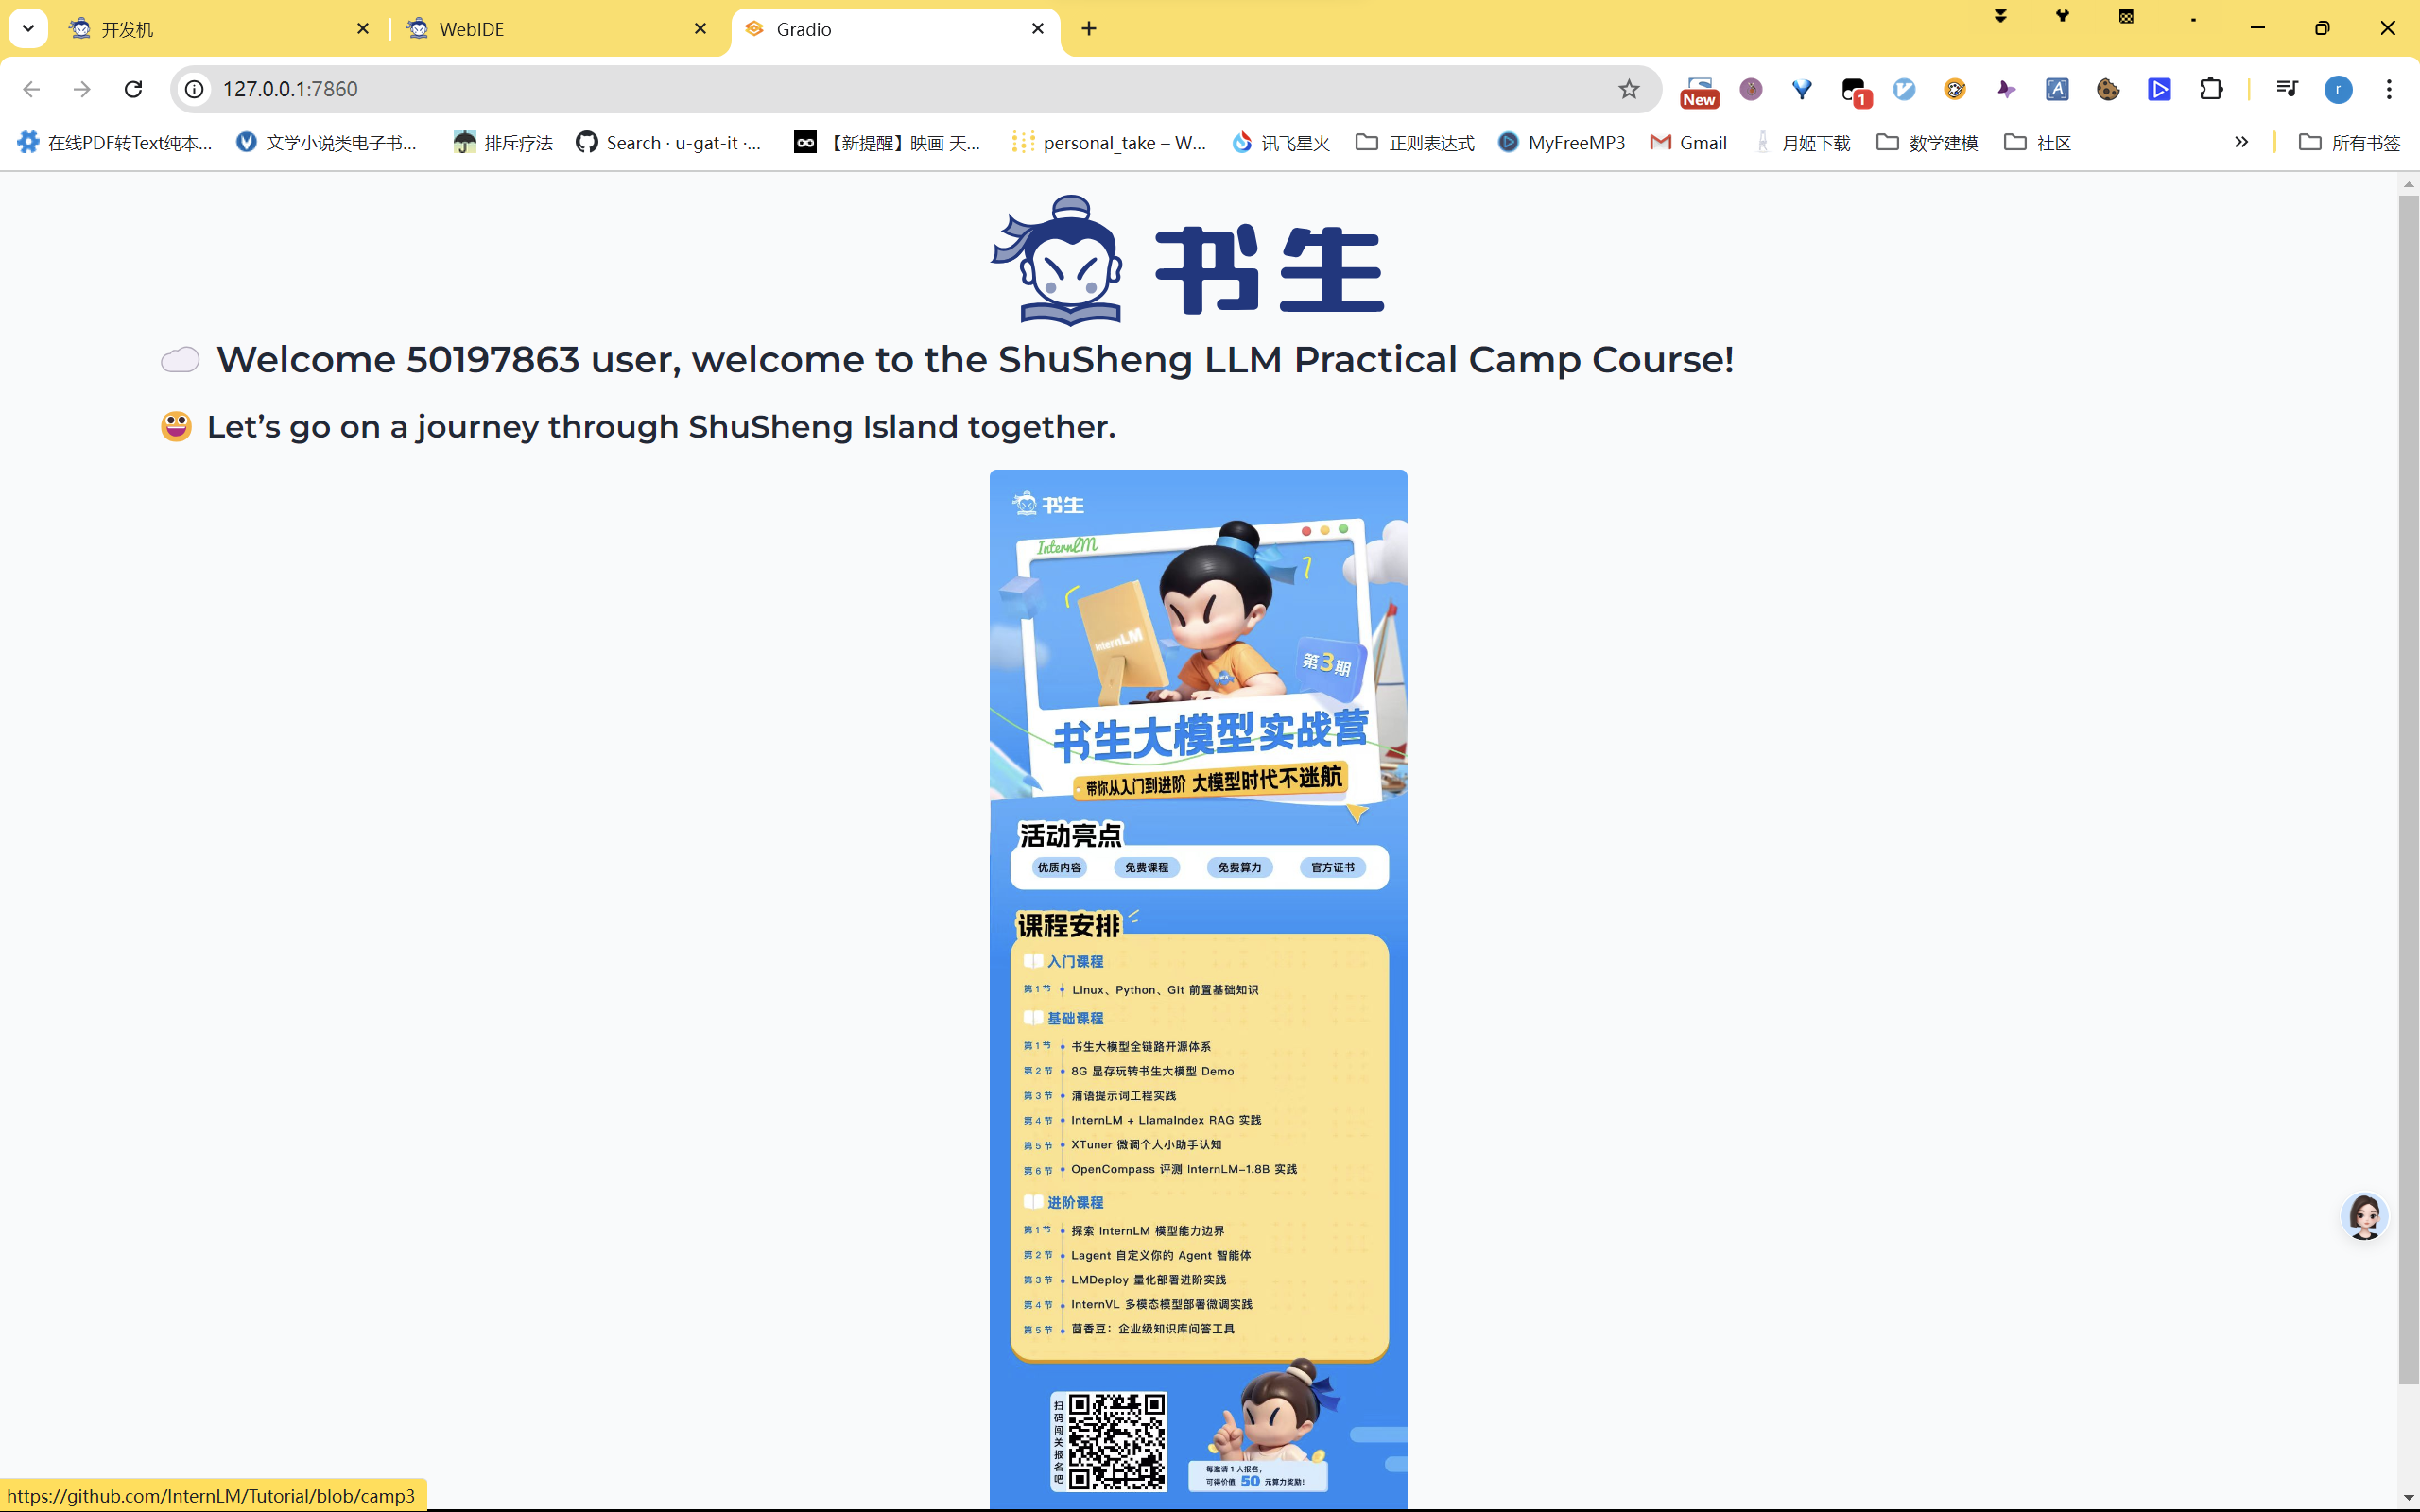 开发机
WebIDE
Gradio
127.0.0.1:7860
New
1
A
r
在线PDF转Text纯本...
文学小说类电子书...
排斥疗法
Search · u-gat-it ·...
【新提醒】映画 天...
personal_take – W...
讯飞星火
正则表达式
MyFreeMP3
Gmail
月姬下载
数学建模
社区
所有书签
书生
Welcome 50197863 user, welcome to the ShuSheng LLM Practical Camp Course!
Let’s go on a journey through ShuSheng Island together.
书生
InternLM
InternLM
第3期
书生大模型实战营
带你从入门到进阶 大模型时代不迷航
活动亮点
优质内容 免费课程 免费算力 官方证书
课程安排
入门课程
第1节 Linux、Python、Git 前置基础知识
基础课程
第1节 书生大模型全链路开源体系
第2节 8G 显存玩转书生大模型 Demo
第3节 浦语提示词工程实践
第4节 InternLM + LlamaIndex RAG 实践
第5节 XTuner 微调个人小助手认知
第6节 OpenCompass 评测 InternLM-1.8B 实践
进阶课程
第1节 探索 InternLM 模型能力边界
第2节 Lagent 自定义你的 Agent 智能体
第3节 LMDeploy 量化部署进阶实践
第4节 InternVL 多模态模型部署微调实践
第5节 茴香豆：企业级知识库问答工具
扫码闯关报名吧
每邀请1人报名，
可得价值 50 元算力奖励！
https://github.com/InternLM/Tutorial/blob/camp3